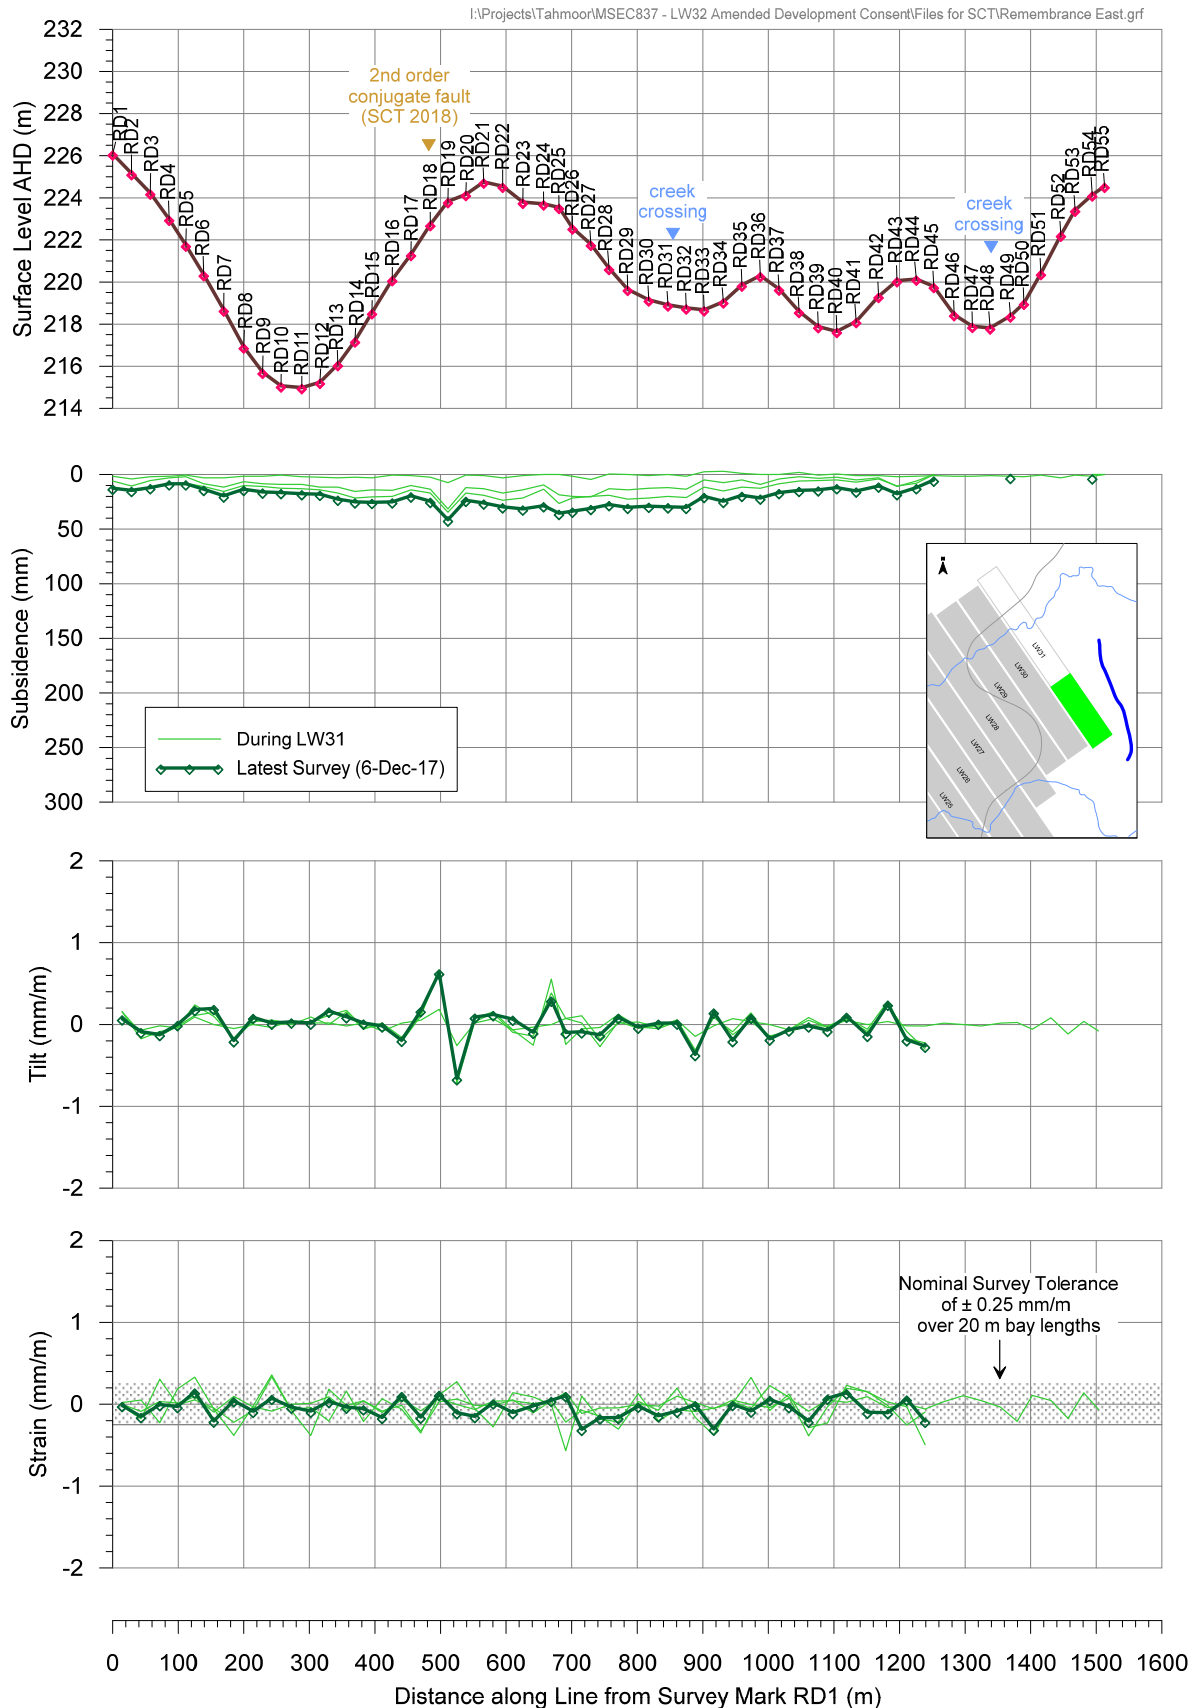 I:\Projects\Tahmoor\MSEC837 - LW32 Amended Development Consent\Files for SCT\Remembrance East.grf
Surface Level AHD (m)
232
230
228
226
224
222
220
218
216
214
2nd order
conjugate fault
(SCT 2018)
creek
crossing
creek
crossing
RD1
RD2
RD3
RD4
RD5
RD6
RD7
RD8
RD9
RD10
RD11
RD12
RD13
RD14
RD15
RD16
RD17
RD18
RD19
RD20
RD21
RD22
RD23
RD24
RD25
RD26
RD27
RD28
RD29
RD30
RD31
RD32
RD33
RD34
RD35
RD36
RD37
RD38
RD39
RD40
RD41
RD42
RD43
RD44
RD45
RD46
RD47
RD48
RD49
RD50
RD51
RD52
RD53
RD54
RD55
Subsidence (mm)
0
50
100
150
200
250
300
During LW31
Latest Survey (6-Dec-17)
LW31
LW30
LW29
LW28
LW27
LW26
LW25
Tilt (mm/m)
2
1
0
-1
-2
Strain (mm/m)
2
1
0
-1
-2
Nominal Survey Tolerance
of ± 0.25 mm/m
over 20 m bay lengths
0 100 200 300 400 500 600 700 800 900 1000 1100 1200 1300 1400 1500 1600
Distance along Line from Survey Mark RD1 (m)